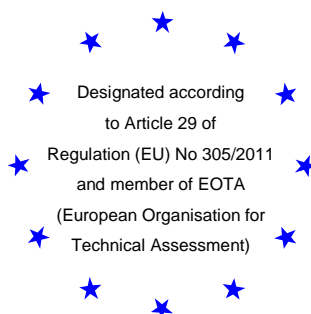 Designated according
to Article 29 of
Regulation (EU) No 305/2011
and member of EOTA
(European Organisation for
Technical Assessment)